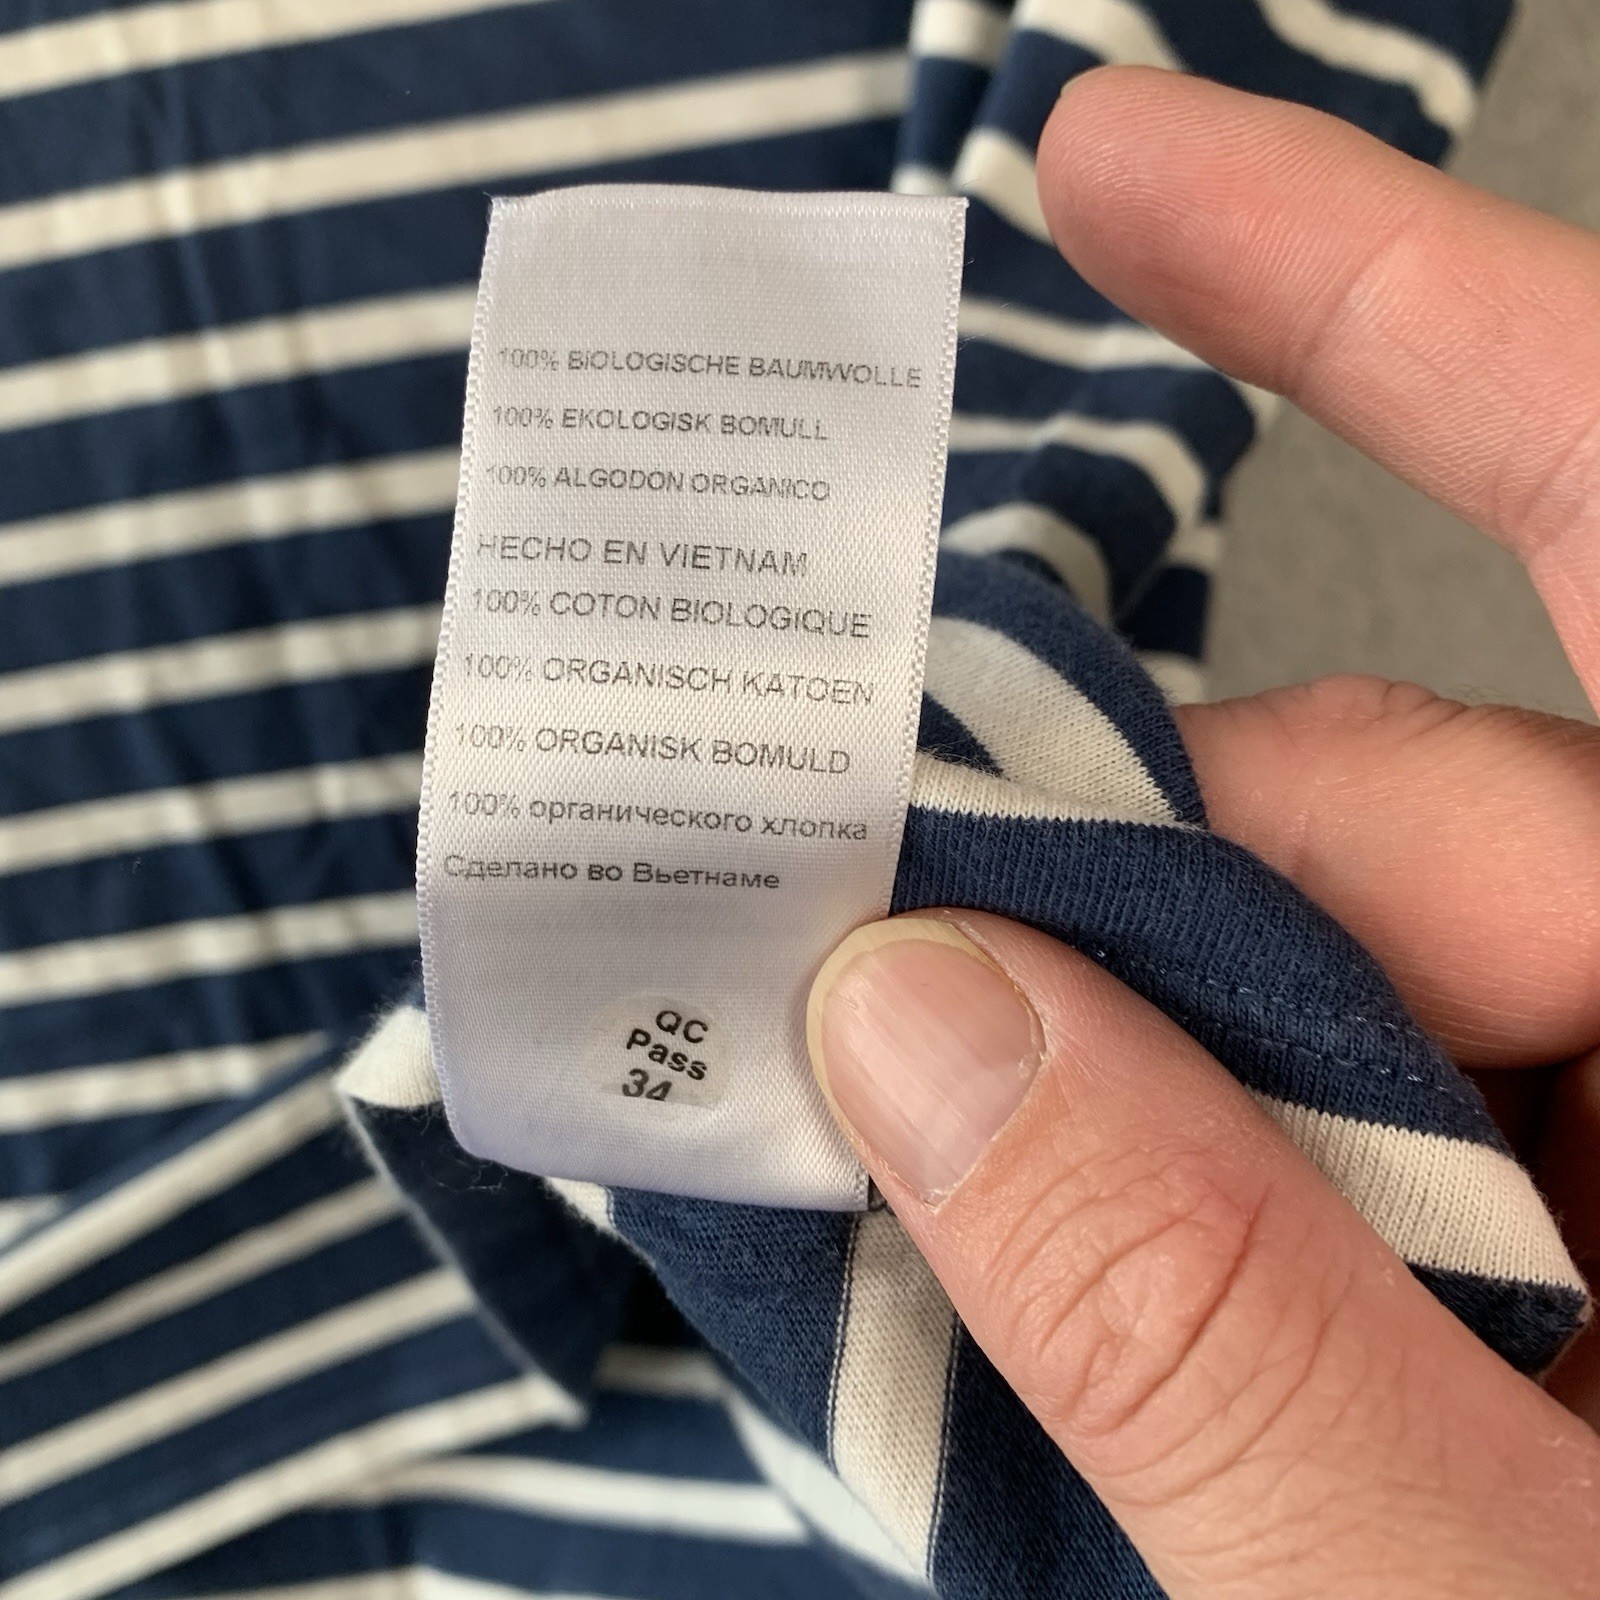 100% BIOLOGISCHE BAUMWOLLE
100% EKOLOGISK BOMULL
100% ALGODON ORGANICO
HECHO EN VIETNAM
100% COTON BIOLOGIQUE
100% ORGANISCH KATOEN
100% ORGANISK BOMULD
100% органического хлопка
Сделано во Вьетнаме
QC
Pass
34